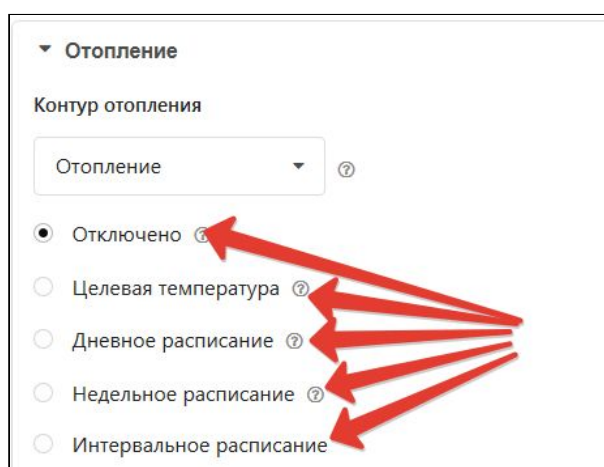 Отопление
Контур отопления
Отопление
Отключено
Целевая температура
Дневное расписание
Недельное расписание
Интервальное расписание